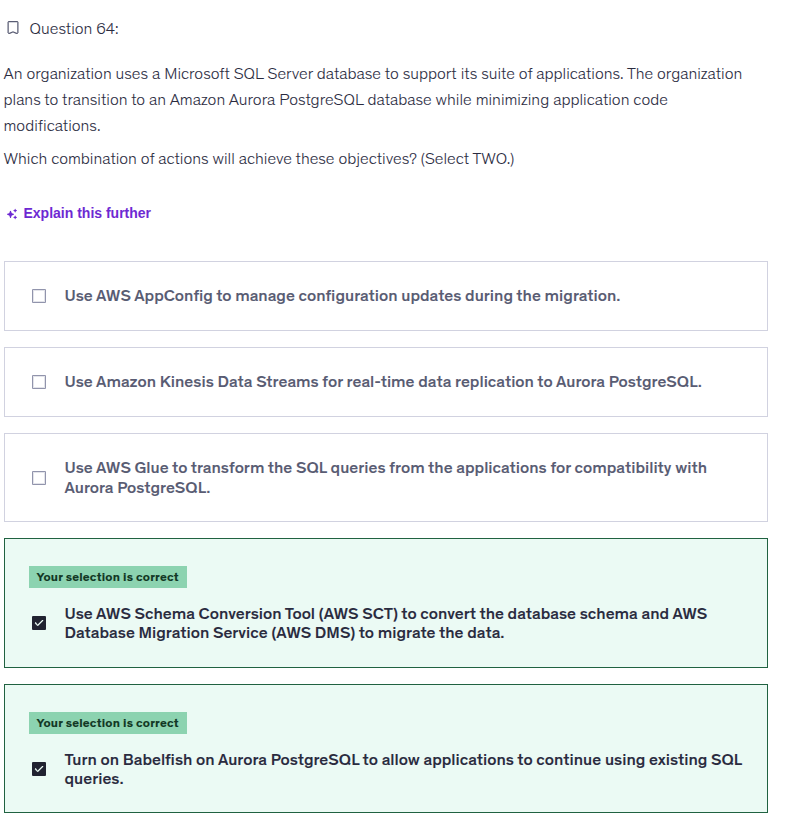 Question 64:
An organization uses a Microsoft SQL Server database to support its suite of applications. The organization
plans to transition to an Amazon Aurora PostgreSQL database while minimizing application code
modifications.
Which combination of actions will achieve these objectives? (Select TWO.)
Explain this further
Use AWS AppConfig to manage configuration updates during the migration.
Use Amazon Kinesis Data Streams for real-time data replication to Aurora PostgreSQL.
Use AWS Glue to transform the SQL queries from the applications for compatibility with
Aurora PostgreSQL.
Your selection is correct
Use AWS Schema Conversion Tool (AWS SCT) to convert the database schema and AWS
Database Migration Service (AWS DMS) to migrate the data.
Your selection is correct
Turn on Babelfish on Aurora PostgreSQL to allow applications to continue using existing SQL
queries.